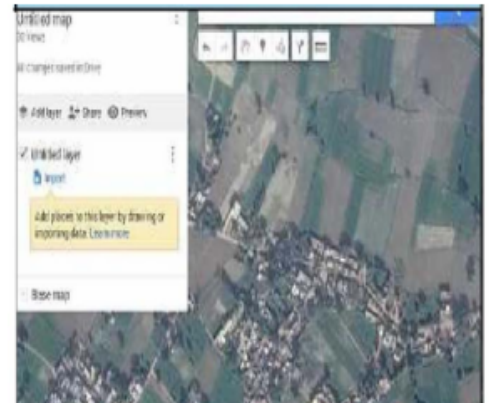 Untitled map
All changes saved in Drive
Add layer Share Preview
Untitled layer
Import
Add places to this layer by drawing or
importing data. Learn more
Base map